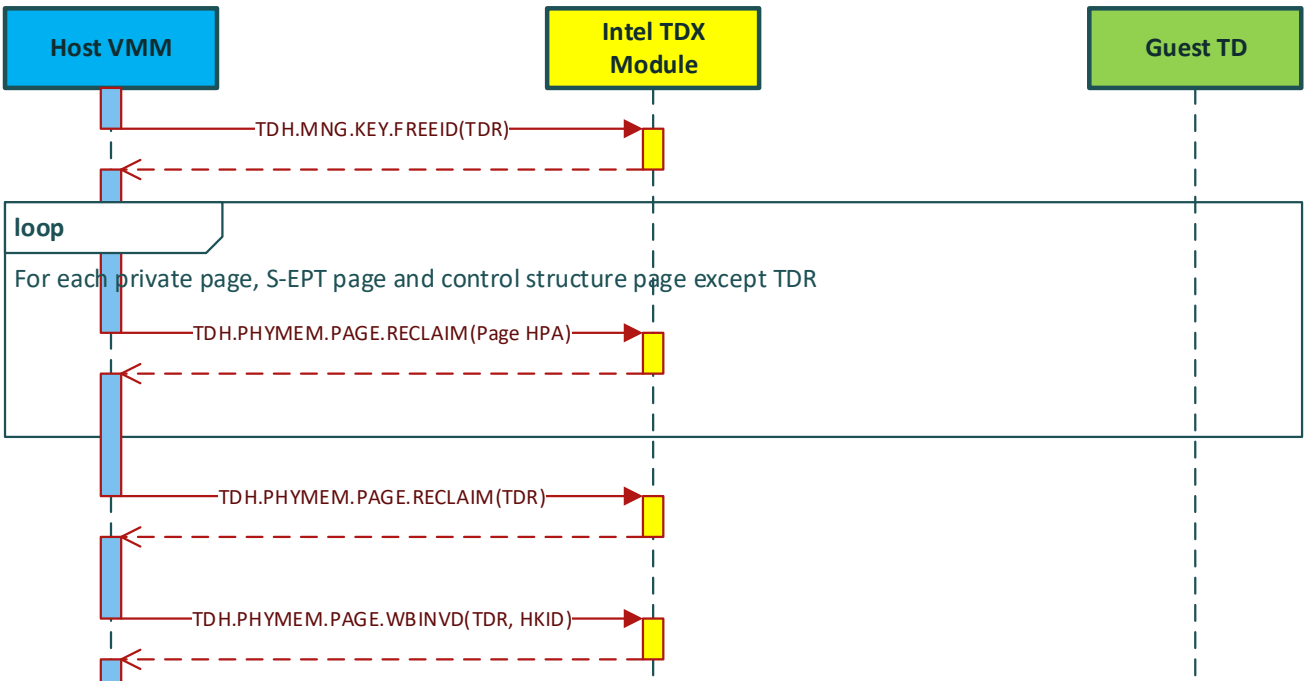 Host VMM
Intel TDX
Module
Guest TD
TDH.MNG.KEY.FREEID(TDR)
loop
For each private page, S-EPT page and control structure page except TDR
TDH.PHYMEM.PAGE.RECLAIM(Page HPA)
TDH.PHYMEM.PAGE.RECLAIM(TDR)
TDH.PHYMEM.PAGE.WBINVD(TDR, HKID)